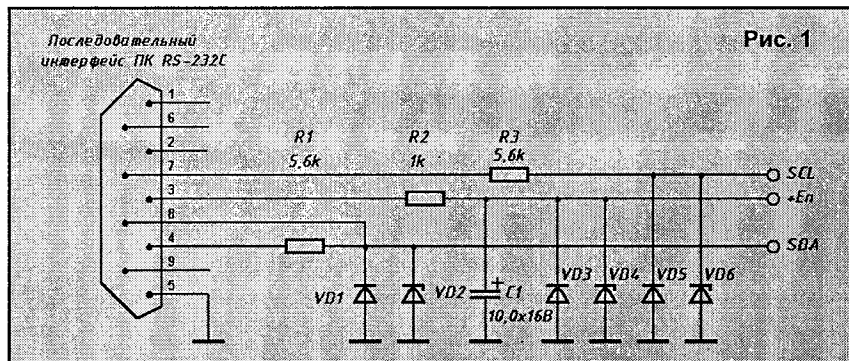 Рис. 1
Последовательный
интерфейс ПК RS-232C
1
6
2
7
3
8
4
9
5
R1
5,6k
R2
1k
R3
5,6k
SCL
+Еп
SDA
VD1
VD2
+
C1
10,0x16В
VD3
VD4
VD5
VD6